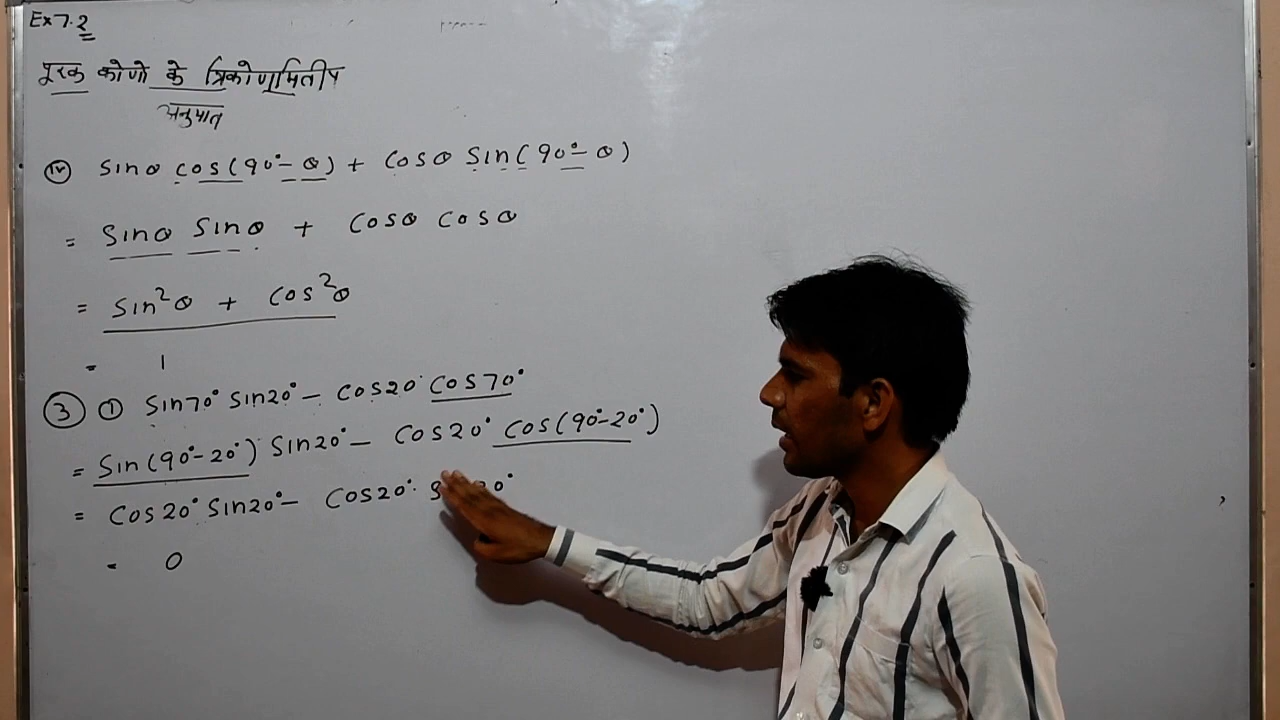 Ex 7.2
पूरक कोणो के त्रिकोणमितीय
अनुपात
(iv) sinθ cos(90°-θ) + cosθ sin(90°-θ)
= sinθ sinθ + cosθ cosθ
= sin²θ + cos²θ
= 1
(3) (1) sin70° sin20° - cos20° cos70°
= sin(90°-20°) sin20° - cos20° cos(90°-20°)
= cos20° sin20° - cos20°.
= 0